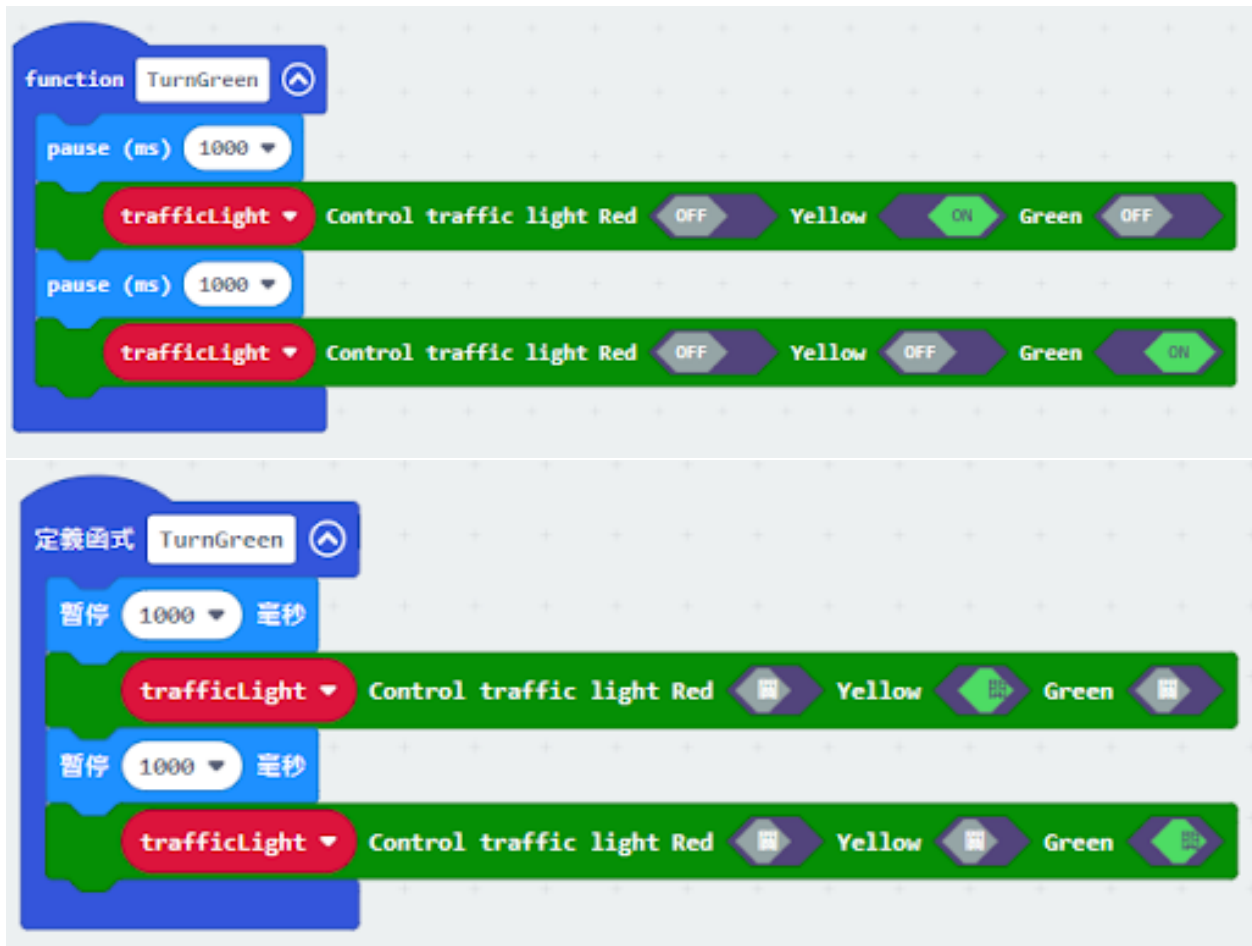 function TurnGreen
pause (ms) 1000
trafficLight Control traffic light Red OFF Yellow ON Green OFF
pause (ms) 1000
trafficLight Control traffic light Red OFF Yellow OFF Green ON
定義函式 TurnGreen
暫停 1000 毫秒
trafficLight Control traffic light Red Yellow Green
暫停 1000 毫秒
trafficLight Control traffic light Red Yellow Green